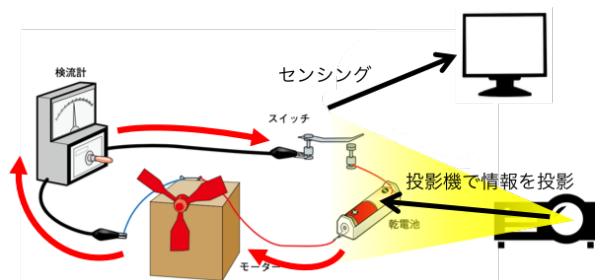 検流計
センシング
スイッチ
投影機で情報を投影
乾電池
モーター